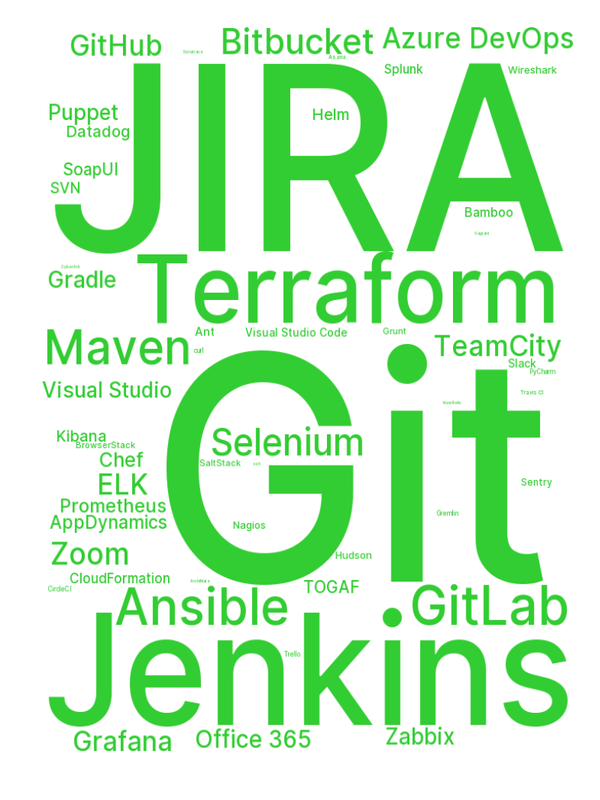 GitHub
Bitbucket
Azure DevOps
JIRA
Splunk
Wireshark
Puppet
Helm
Datadog
SoapUI
SVN
Bamboo
Terraform
Gradle
Maven
Ant
Visual Studio Code
Grunt
TeamCity
curl
Slack
PyCharm
Visual Studio
Travis CI
Git
Kibana
BrowserStack
Selenium
Chef
SaltStack
ELK
Sentry
Prometheus
Gremlin
AppDynamics
Nagios
Zoom
Hudson
CloudFormation
CircleCI
TOGAF
Ansible
GitLab
Jenkins
Trello
Grafana
Office 365
Zabbix